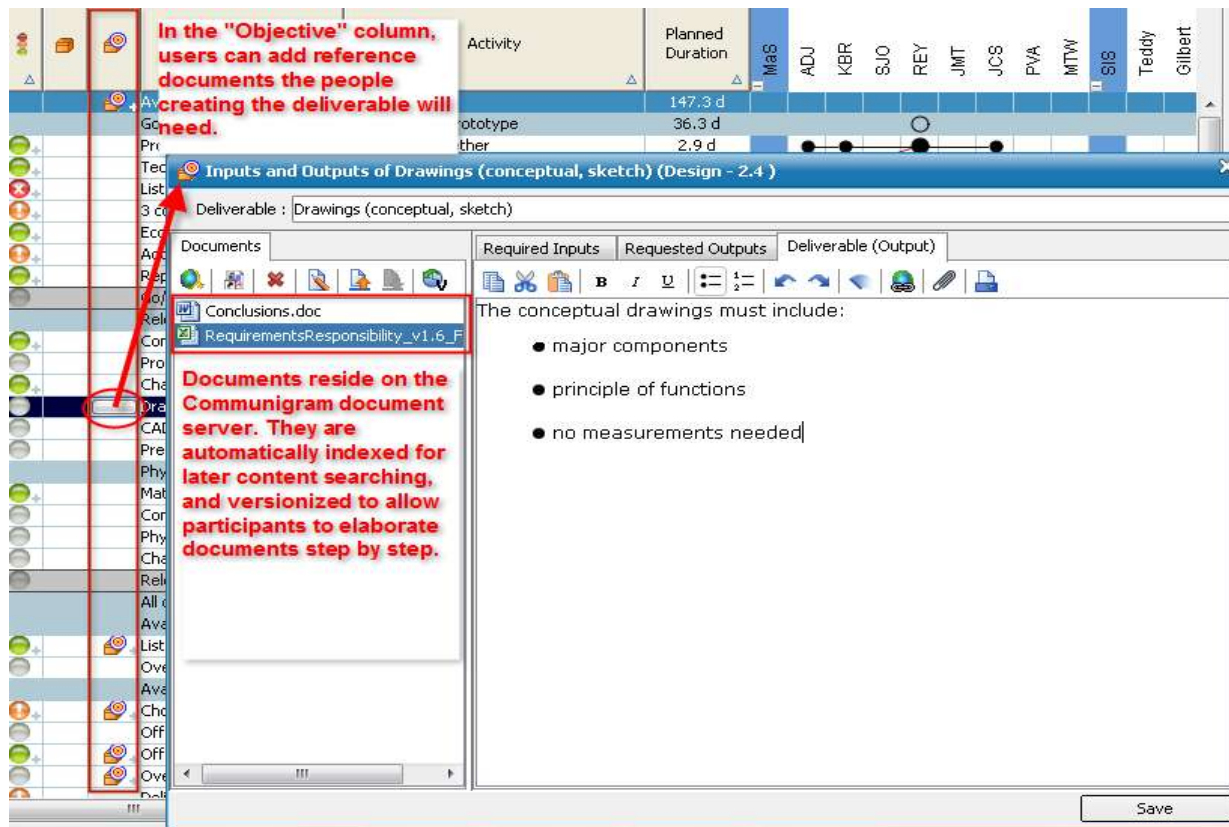 In the "Objective" column,
users can add reference
documents the people
creating the deliverable will
need.
Activity
Planned
Duration
MaS
ADJ
KBR
SJO
REY
JMT
JCS
PVA
MTW
SIS
Teddy
Gilbert
147.3 d
36.3 d
2.9 d
Inputs and Outputs of Drawings (conceptual, sketch) (Design - 2.4 )
Deliverable : Drawings (conceptual, sketch)
Documents
Required Inputs Requested Outputs Deliverable (Output)
B I U
Conclusions.doc
RequirementsResponsibility_v1.6_F
Documents reside on the
Communigram document
server. They are
automatically indexed for
later content searching,
and versionized to allow
participants to elaborate
documents step by step.
The conceptual drawings must include:
● major components
● principle of functions
● no measurements needed
List
3
All
List
Save